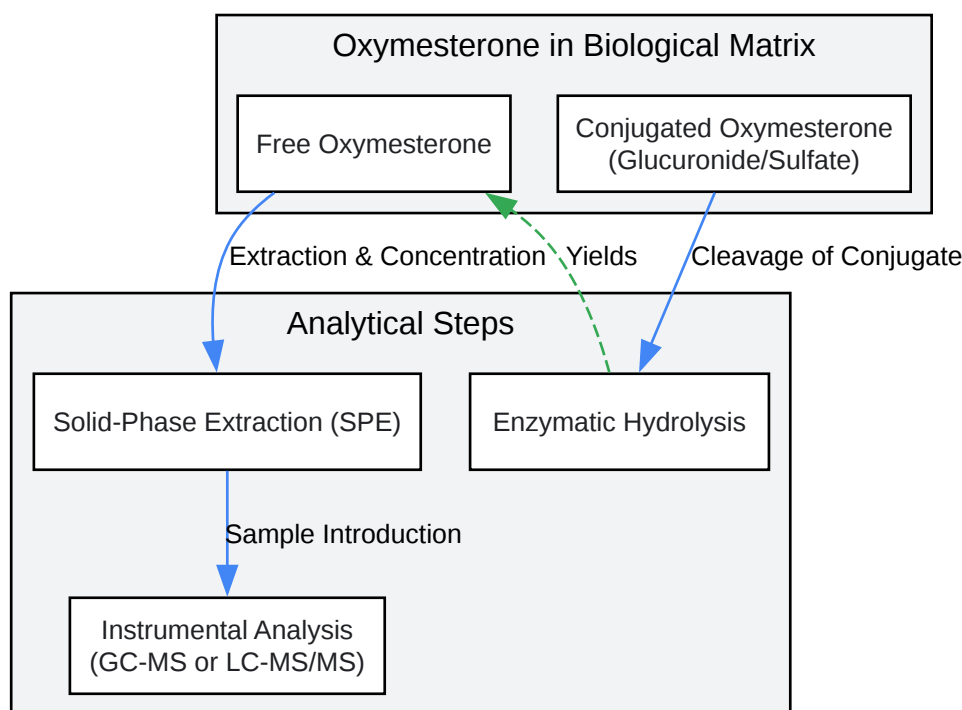 Oxymesterone in Biological Matrix
Free Oxymesterone
Conjugated Oxymesterone
(Glucuronide/Sulfate)
Extraction & Concentration
Yields
Cleavage of Conjugate
Analytical Steps
Solid-Phase Extraction (SPE)
Enzymatic Hydrolysis
Sample Introduction
Instrumental Analysis
(GC-MS or LC-MS/MS)